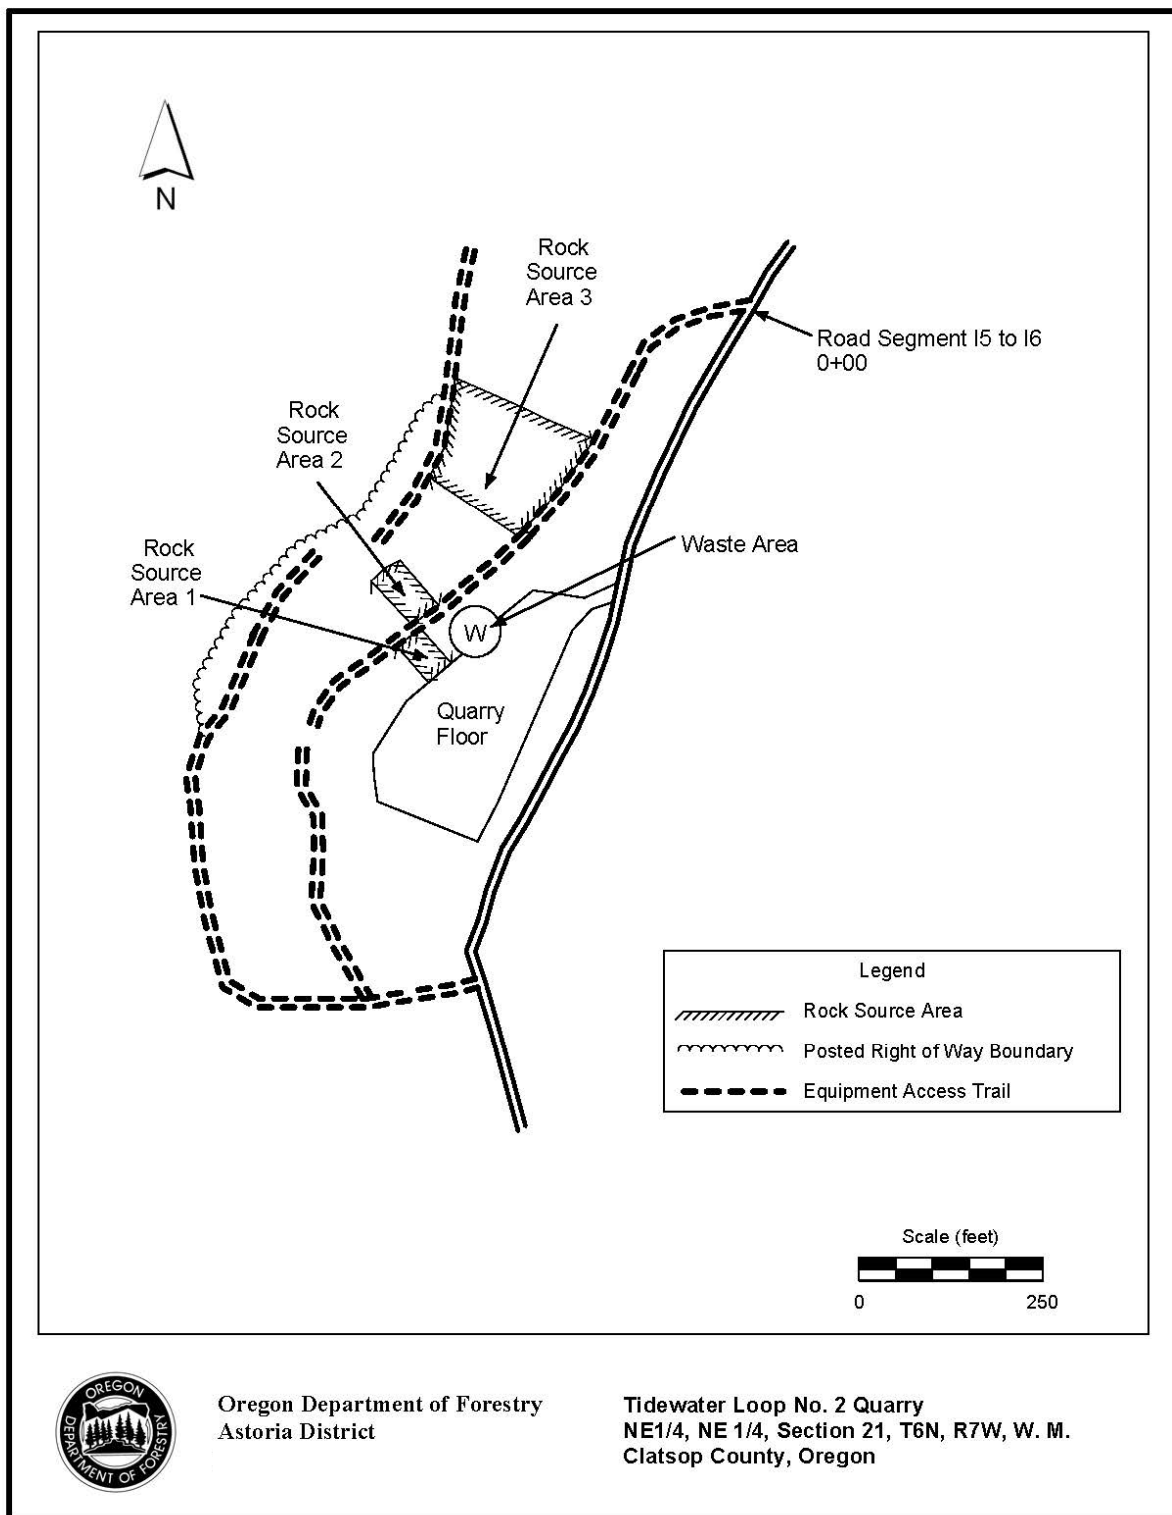 N
Rock
Source
Area 3
Road Segment I5 to I6
0+00
Rock
Source
Area 2
Waste Area
Rock
Source
Area 1
W
Quarry
Floor
Legend
Rock Source Area
Posted Right of Way Boundary
Equipment Access Trail
Scale (feet)
0 250
OREGON
DEPARTMENT OF FORESTRY
Oregon Department of Forestry
Astoria District
Tidewater Loop No. 2 Quarry
NE1/4, NE 1/4, Section 21, T6N, R7W, W. M.
Clatsop County, Oregon